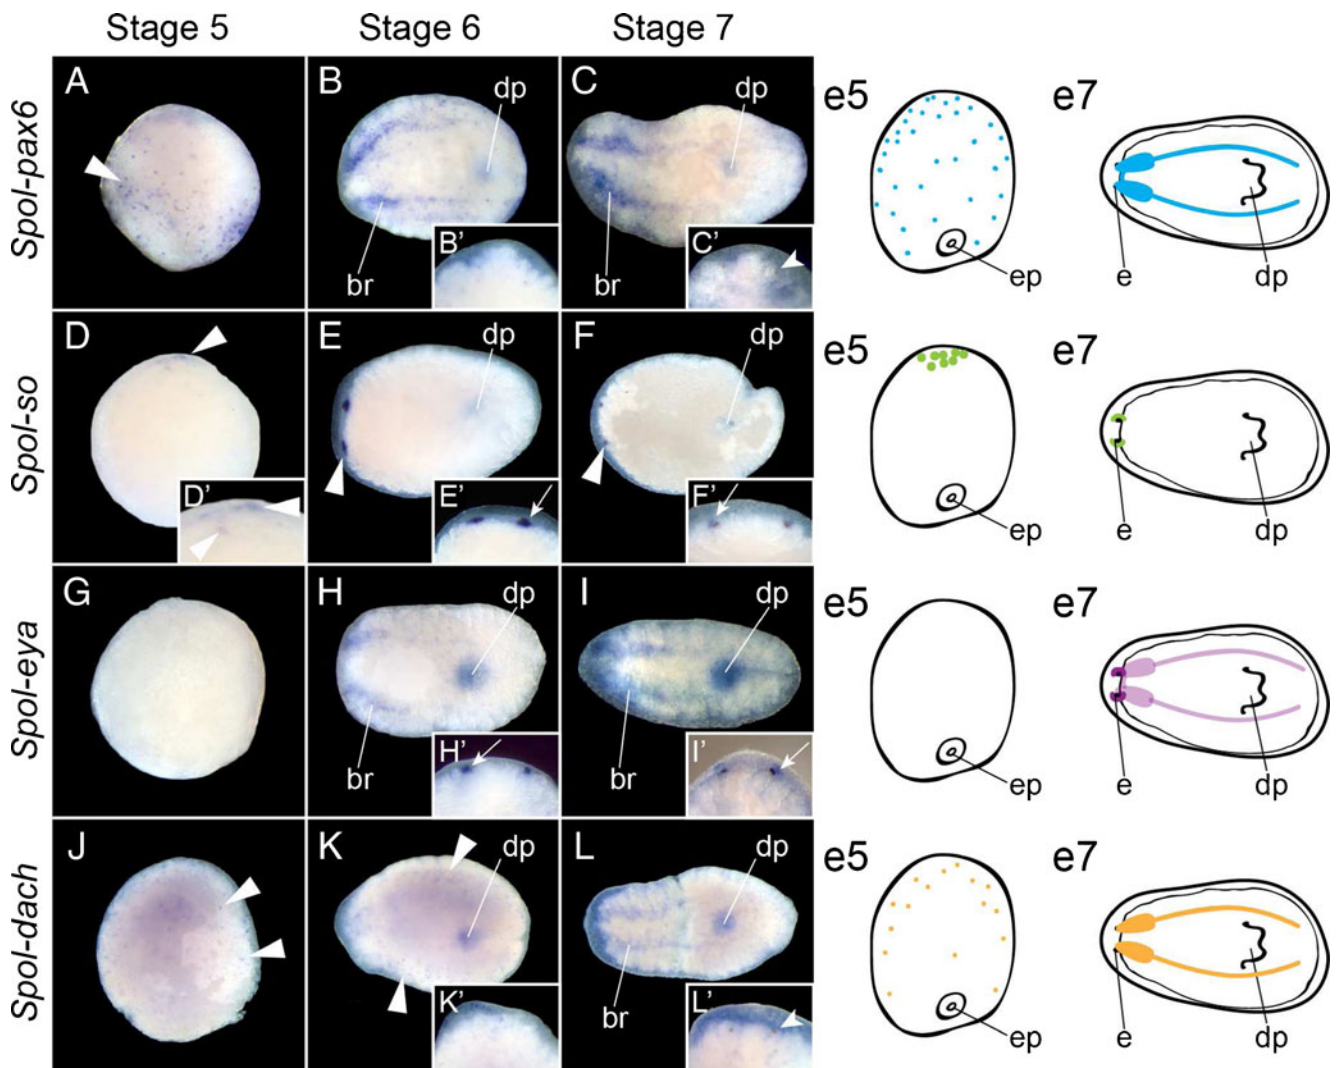 Stage 5 Stage 6 Stage 7
Spol-pax6
A B dp C dp e5 e7
br B' br C' ep e dp
Spol-so
D E dp F dp e5 e7
D' E' F' ep e dp
Spol-eya
G H dp I dp e5 e7
br H' br I' ep e dp
Spol-dach
J K dp L dp e5 e7
K' br L' ep e dp